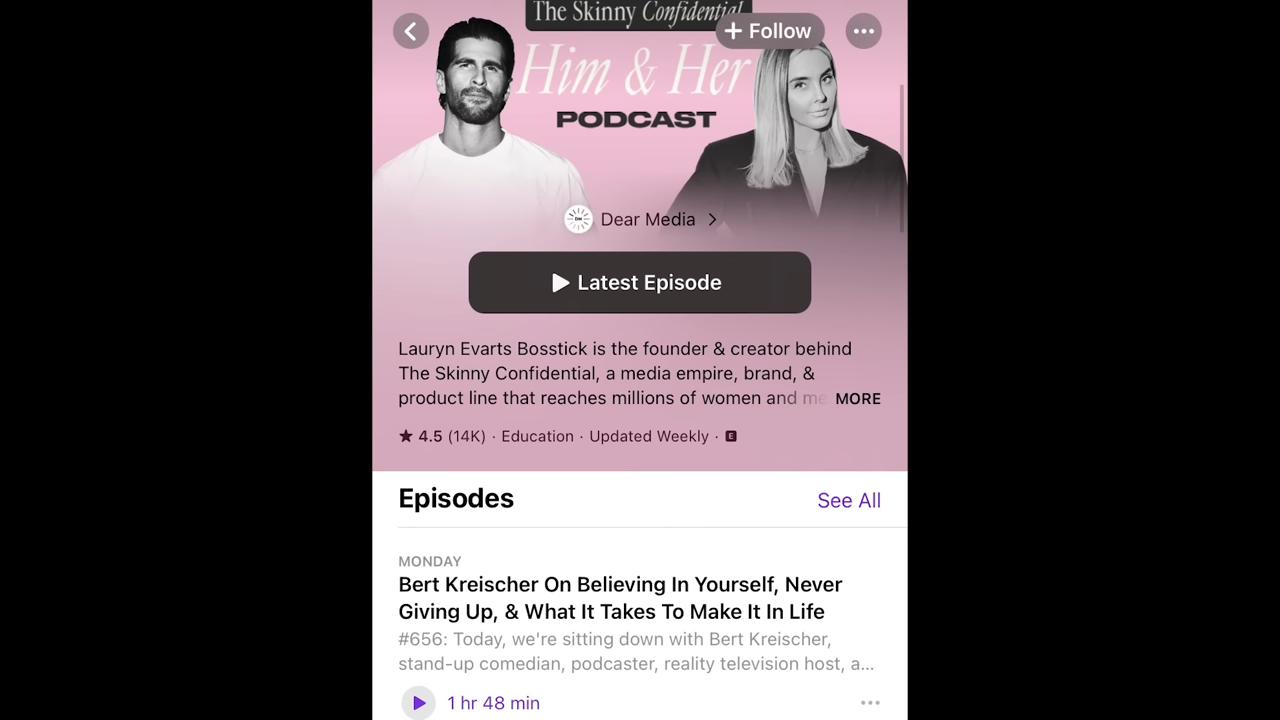 The Skinny Confidential
+ Follow
Him & Her
PODCAST
DM
Dear Media
Latest Episode
Lauryn Evarts Bosstick is the founder & creator behind
The Skinny Confidential, a media empire, brand, &
product line that reaches millions of women and me MORE
4.5 (14K) · Education · Updated Weekly · E
Episodes
See All
MONDAY
Bert Kreischer On Believing In Yourself, Never
Giving Up, & What It Takes To Make It In Life
#656: Today, we're sitting down with Bert Kreischer,
stand-up comedian, podcaster, reality television host, a...
1 hr 48 min